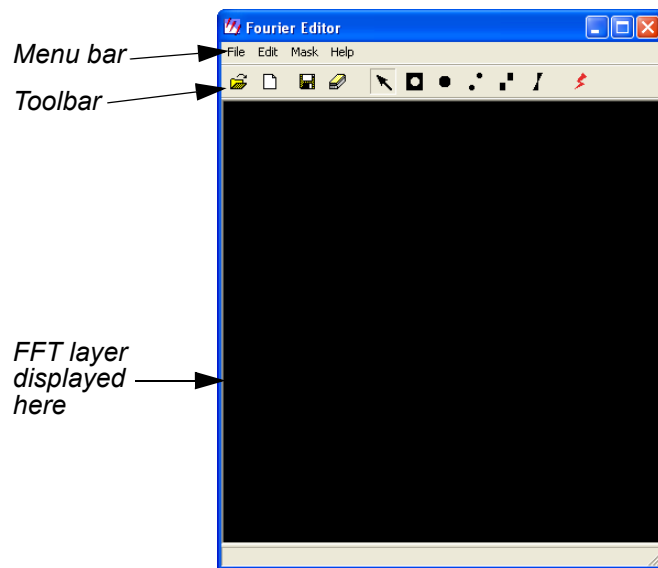 Fourier Editor
Menu bar
File Edit Mask Help
Toolbar
FFT layer
displayed
here